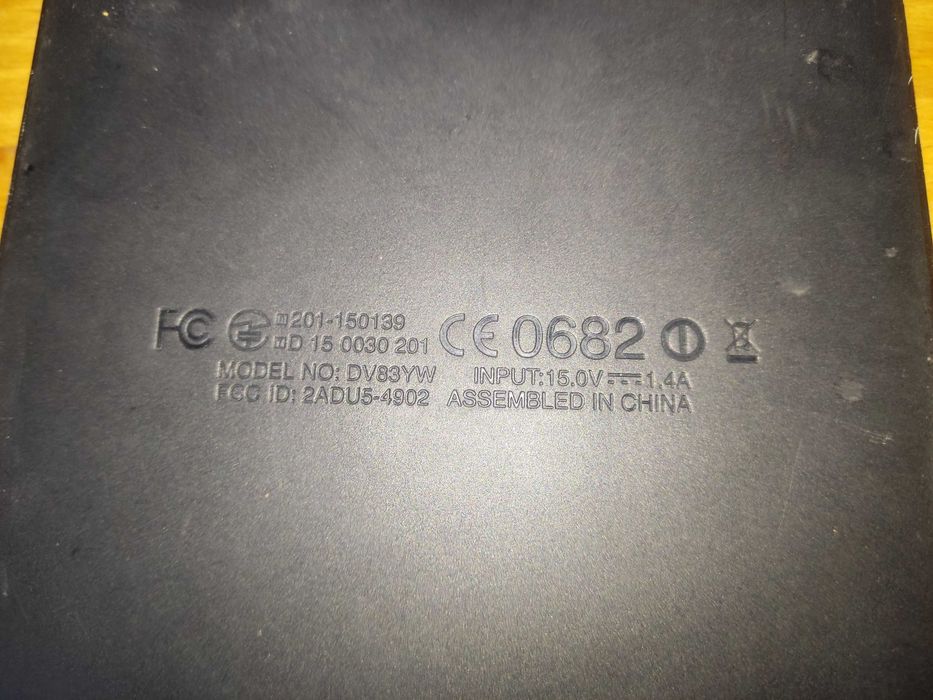 FC 201-150139 CE 0682
D 15 0030 201
MODEL NO: DV83YW INPUT:15.0V 1.4A
FCC ID: 2ADU5-4902 ASSEMBLED IN CHINA